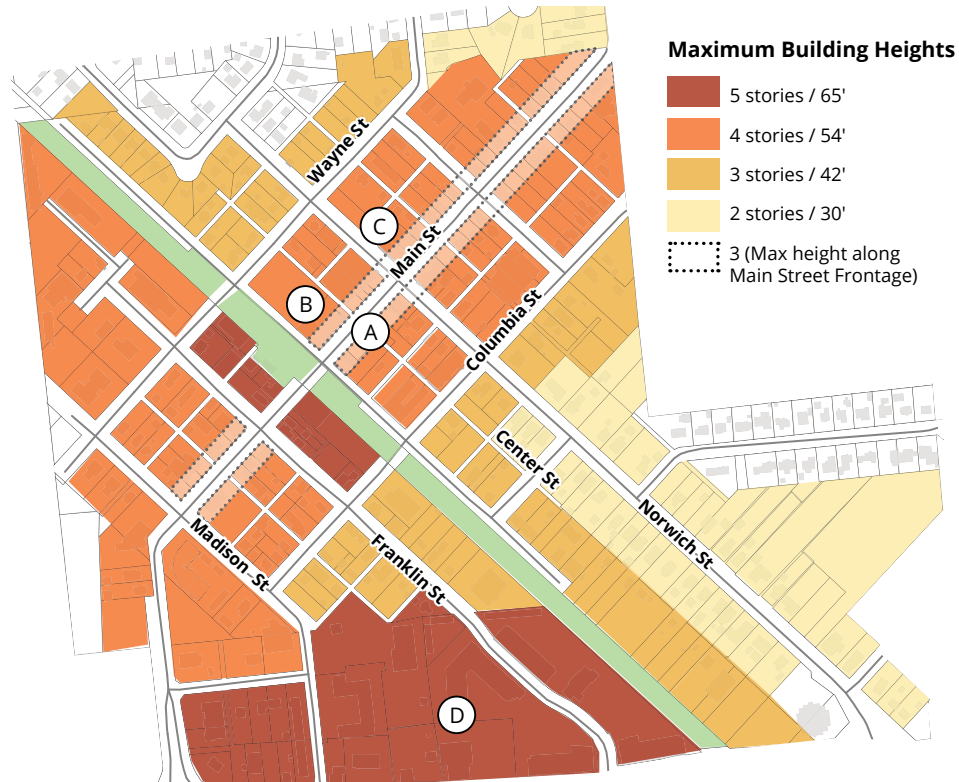 Maximum Building Heights
5 stories / 65'
4 stories / 54'
3 stories / 42'
2 stories / 30'
3 (Max height along
Main Street Frontage)
Wayne St
C
Main St
B
A
Columbia St
Center St
Norwich St
Madison St
Franklin St
D